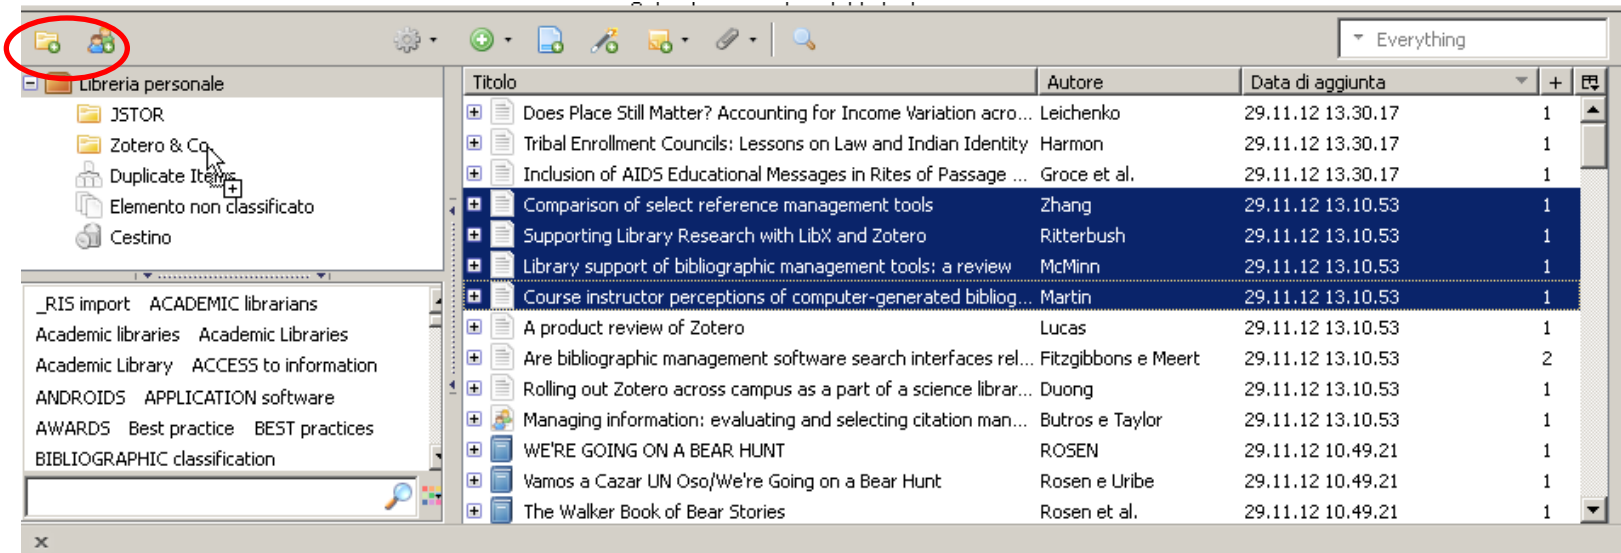 Everything
Libreria personale
JSTOR
Zotero & Co.
Duplicate Items
Elemento non classificato
Cestino
_RIS import ACADEMIC librarians
Academic libraries Academic Libraries
Academic Library ACCESS to information
ANDROIDS APPLICATION software
AWARDS Best practice BEST practices
BIBLIOGRAPHIC classification
Titolo Autore Data di aggiunta +
Does Place Still Matter? Accounting for Income Variation acro... Leichenko 29.11.12 13.30.17 1
Tribal Enrollment Councils: Lessons on Law and Indian Identity Harmon 29.11.12 13.30.17 1
Inclusion of AIDS Educational Messages in Rites of Passage ... Groce et al. 29.11.12 13.30.17 1
Comparison of select reference management tools Zhang 29.11.12 13.10.53 1
Supporting Library Research with LibX and Zotero Ritterbush 29.11.12 13.10.53 1
Library support of bibliographic management tools: a review McMinn 29.11.12 13.10.53 1
Course instructor perceptions of computer-generated bibliog... Martin 29.11.12 13.10.53 1
A product review of Zotero Lucas 29.11.12 13.10.53 1
Are bibliographic management software search interfaces rel... Fitzgibbons e Meert 29.11.12 13.10.53 2
Rolling out Zotero across campus as a part of a science librar... Duong 29.11.12 13.10.53 1
Managing information: evaluating and selecting citation man... Butros e Taylor 29.11.12 13.10.53 1
WE'RE GOING ON A BEAR HUNT ROSEN 29.11.12 10.49.21 1
Vamos a Cazar UN Oso/We're Going on a Bear Hunt Rosen e Uribe 29.11.12 10.49.21 1
The Walker Book of Bear Stories Rosen et al. 29.11.12 10.49.21 1